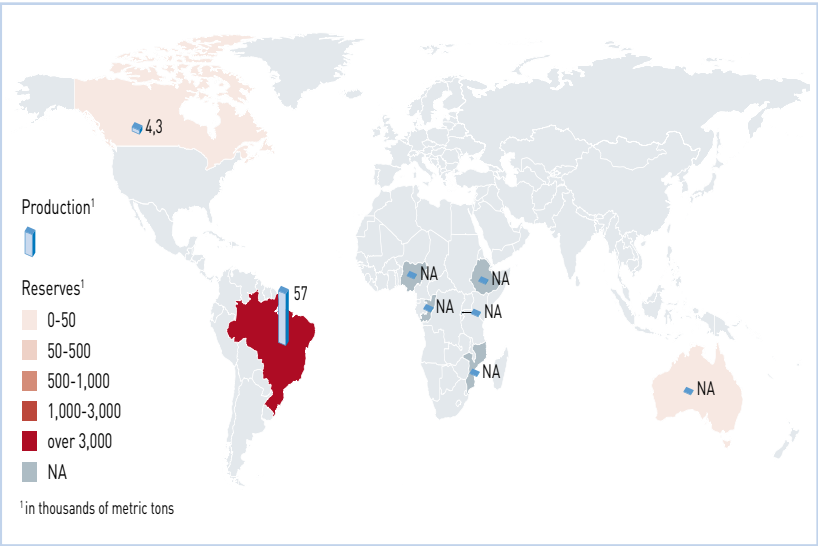 4,3
Production¹
57
NA
NA
NA
NA
NA
NA
Reserves¹
0-50
50-500
500-1,000
1,000-3,000
over 3,000
NA
¹in thousands of metric tons